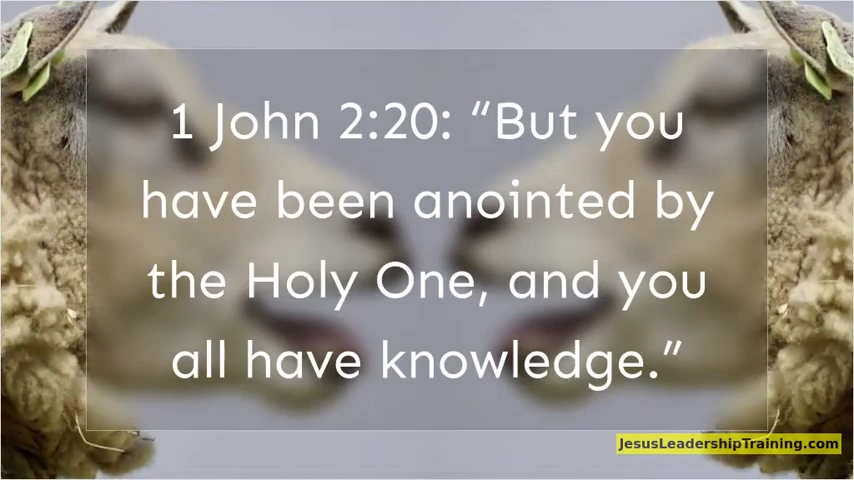 1 John 2:20: “But you
have been anointed by
the Holy One, and you
all have knowledge.”
JesusLeadershipTraining.com